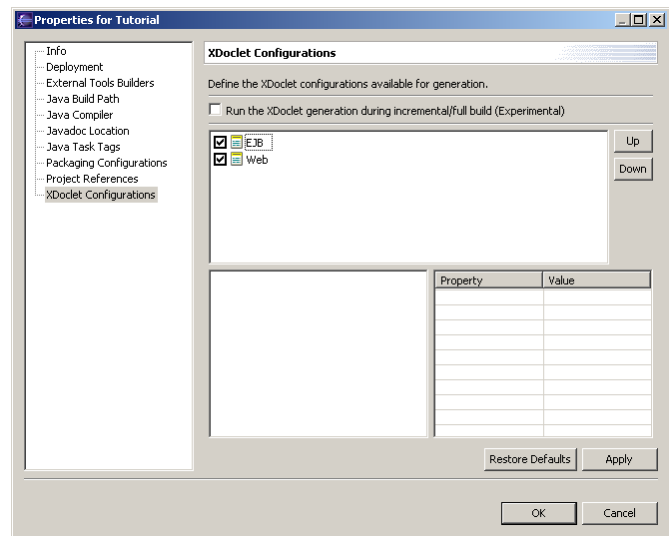 Properties for Tutorial
Info
Deployment
External Tools Builders
Java Build Path
Java Compiler
Javadoc Location
Java Task Tags
Packaging Configurations
Project References
XDoclet Configurations
XDoclet Configurations
Define the XDoclet configurations available for generation.
Run the XDoclet generation during incremental/full build (Experimental)
EJB
Web
Up
Down
Property Value
Restore Defaults Apply
OK Cancel